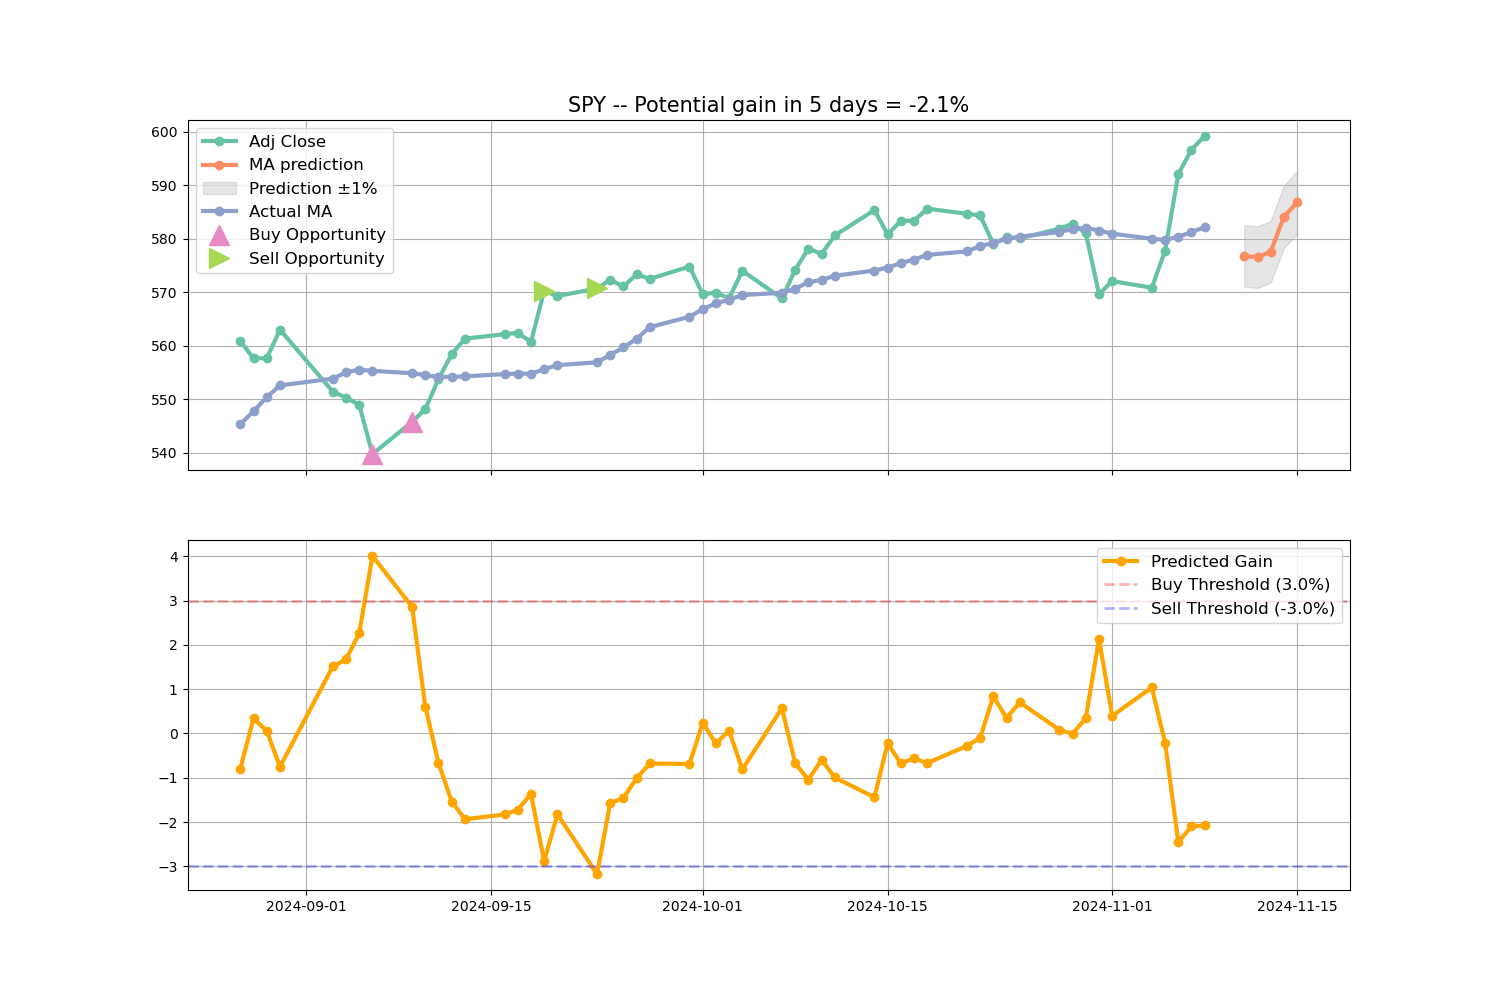 SPY -- Potential gain in 5 days = -2.1%
600
590
580
570
560
550
540
Adj Close
MA prediction
Prediction ±1%
Actual MA
Buy Opportunity
Sell Opportunity
4
3
2
1
0
−1
−2
−3
Predicted Gain
Buy Threshold (3.0%)
Sell Threshold (-3.0%)
2024-09-01
2024-09-15
2024-10-01
2024-10-15
2024-11-01
2024-11-15